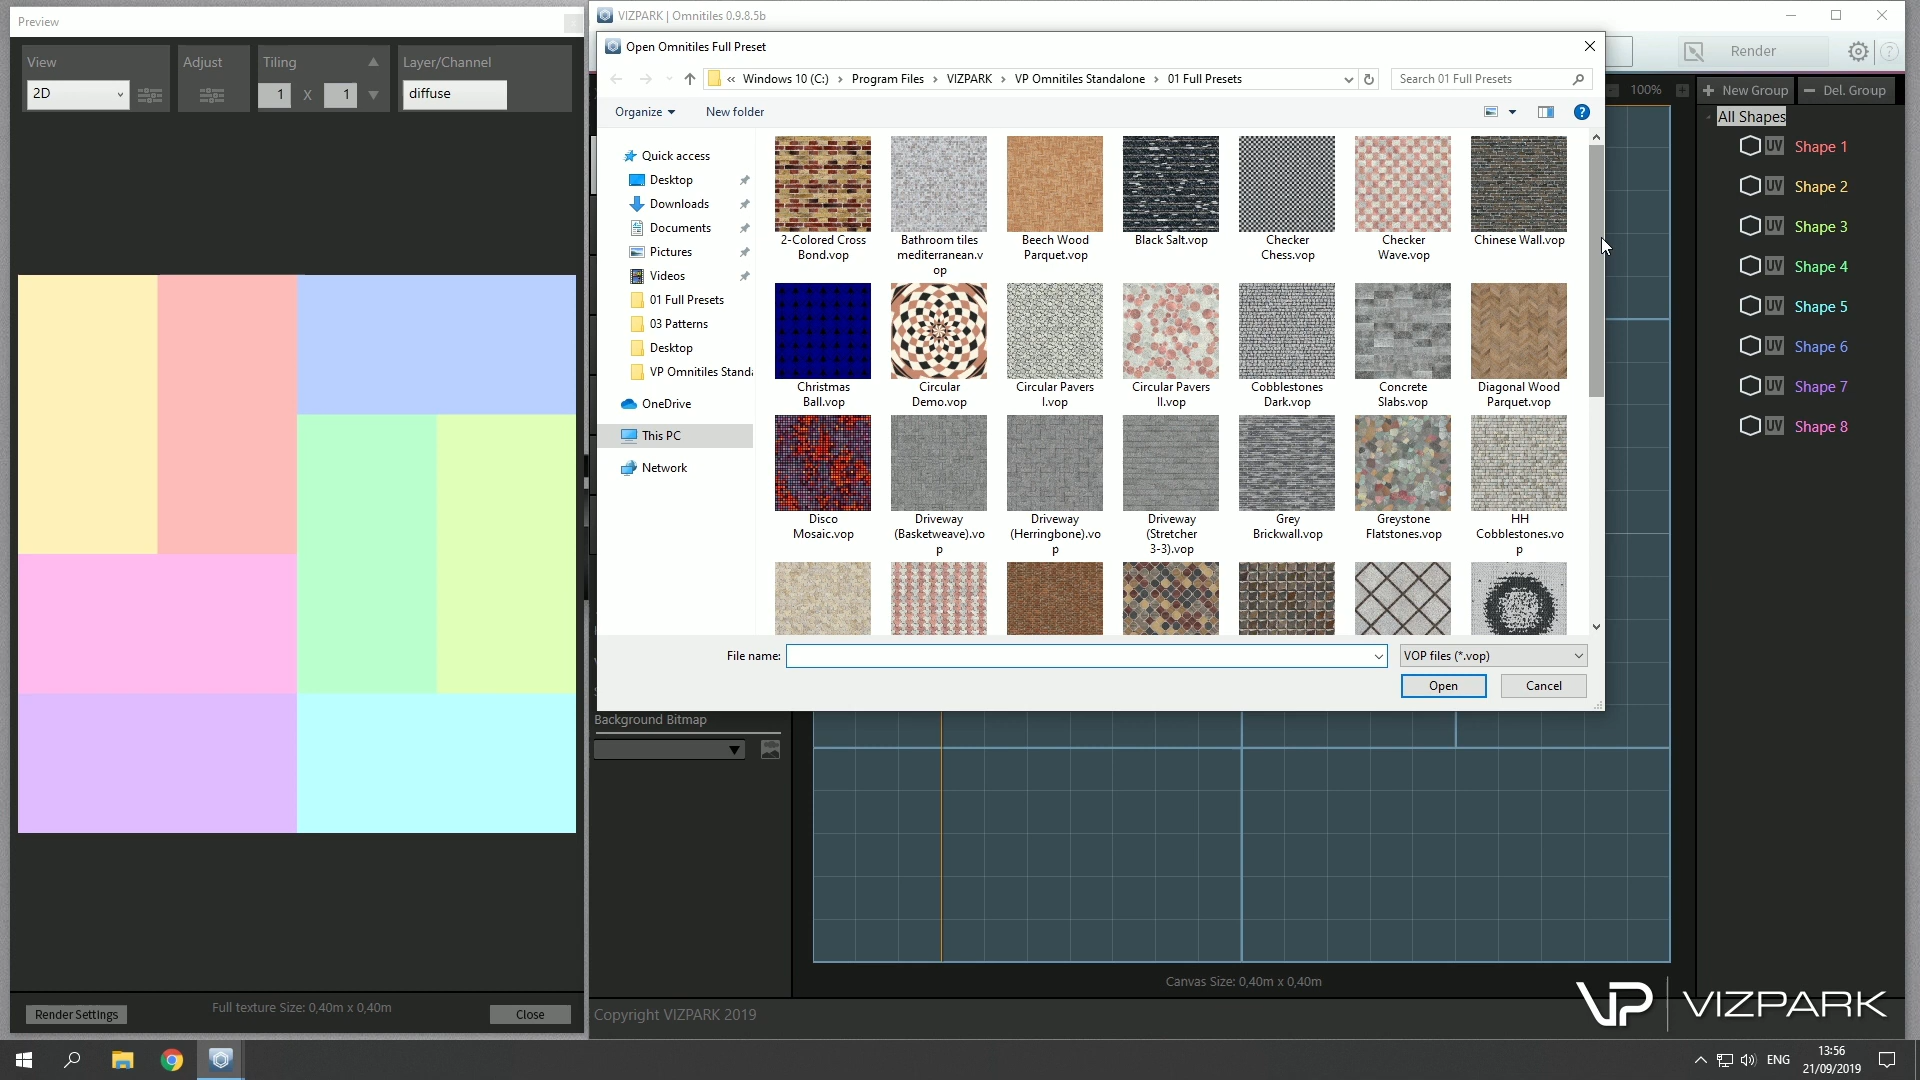 Preview
View
Adjust
Tiling
Layer/Channel
2D
1
X
1
diffuse
Render Settings
Full texture Size: 0,40m x 0,40m
Close
VIZPARK | Omnitiles 0.9.8.5b
Open Omnitiles Full Preset
« Windows 10 (C:) › Program Files › VIZPARK › VP Omnitiles Standalone › 01 Full Presets
Search 01 Full Presets
Organize
New folder
Quick access
Desktop
Downloads
Documents
Pictures
Videos
01 Full Presets
03 Patterns
Desktop
VP Omnitiles Standa
OneDrive
This PC
Network
2-Colored Cross
Bond.vop
Bathroom tiles
mediterranean.v
op
Beech Wood
Parquet.vop
Black Salt.vop
Checker
Chess.vop
Checker
Wave.vop
Chinese Wall.vop
Christmas
Ball.vop
Circular
Demo.vop
Circular Pavers
I.vop
Circular Pavers
II.vop
Cobblestones
Dark.vop
Concrete
Slabs.vop
Diagonal Wood
Parquet.vop
Disco
Mosaic.vop
Driveway
(Basketweave).vo
p
Driveway
(Herringbone).vo
p
Driveway
(Stretcher
3-3).vop
Grey
Brickwall.vop
Greystone
Flatstones.vop
HH
Cobblestones.vo
p
File name:
VOP files (*.vop)
Open
Cancel
Render
?
100%
+ New Group
− Del. Group
All Shapes
UV Shape 1
UV Shape 2
UV Shape 3
UV Shape 4
UV Shape 5
UV Shape 6
UV Shape 7
UV Shape 8
Background Bitmap
Canvas Size: 0,40m x 0,40m
Copyright VIZPARK 2019
VP | VIZPARK
ENG
13:56
21/09/2019